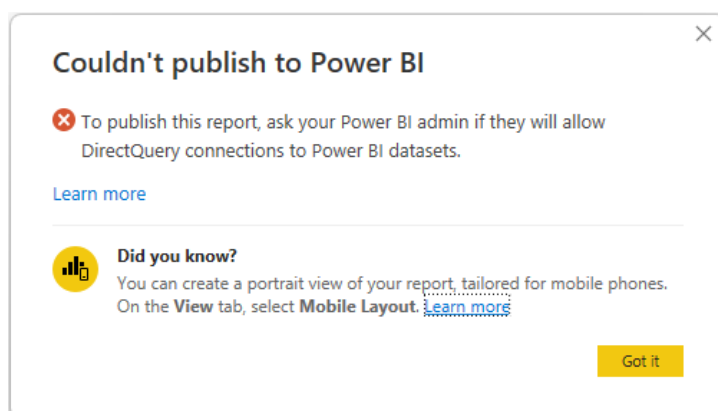 Couldn't publish to Power BI
To publish this report, ask your Power BI admin if they will allow
DirectQuery connections to Power BI datasets.
Learn more
Did you know?
You can create a portrait view of your report, tailored for mobile phones.
On the View tab, select Mobile Layout. Learn more
Got it